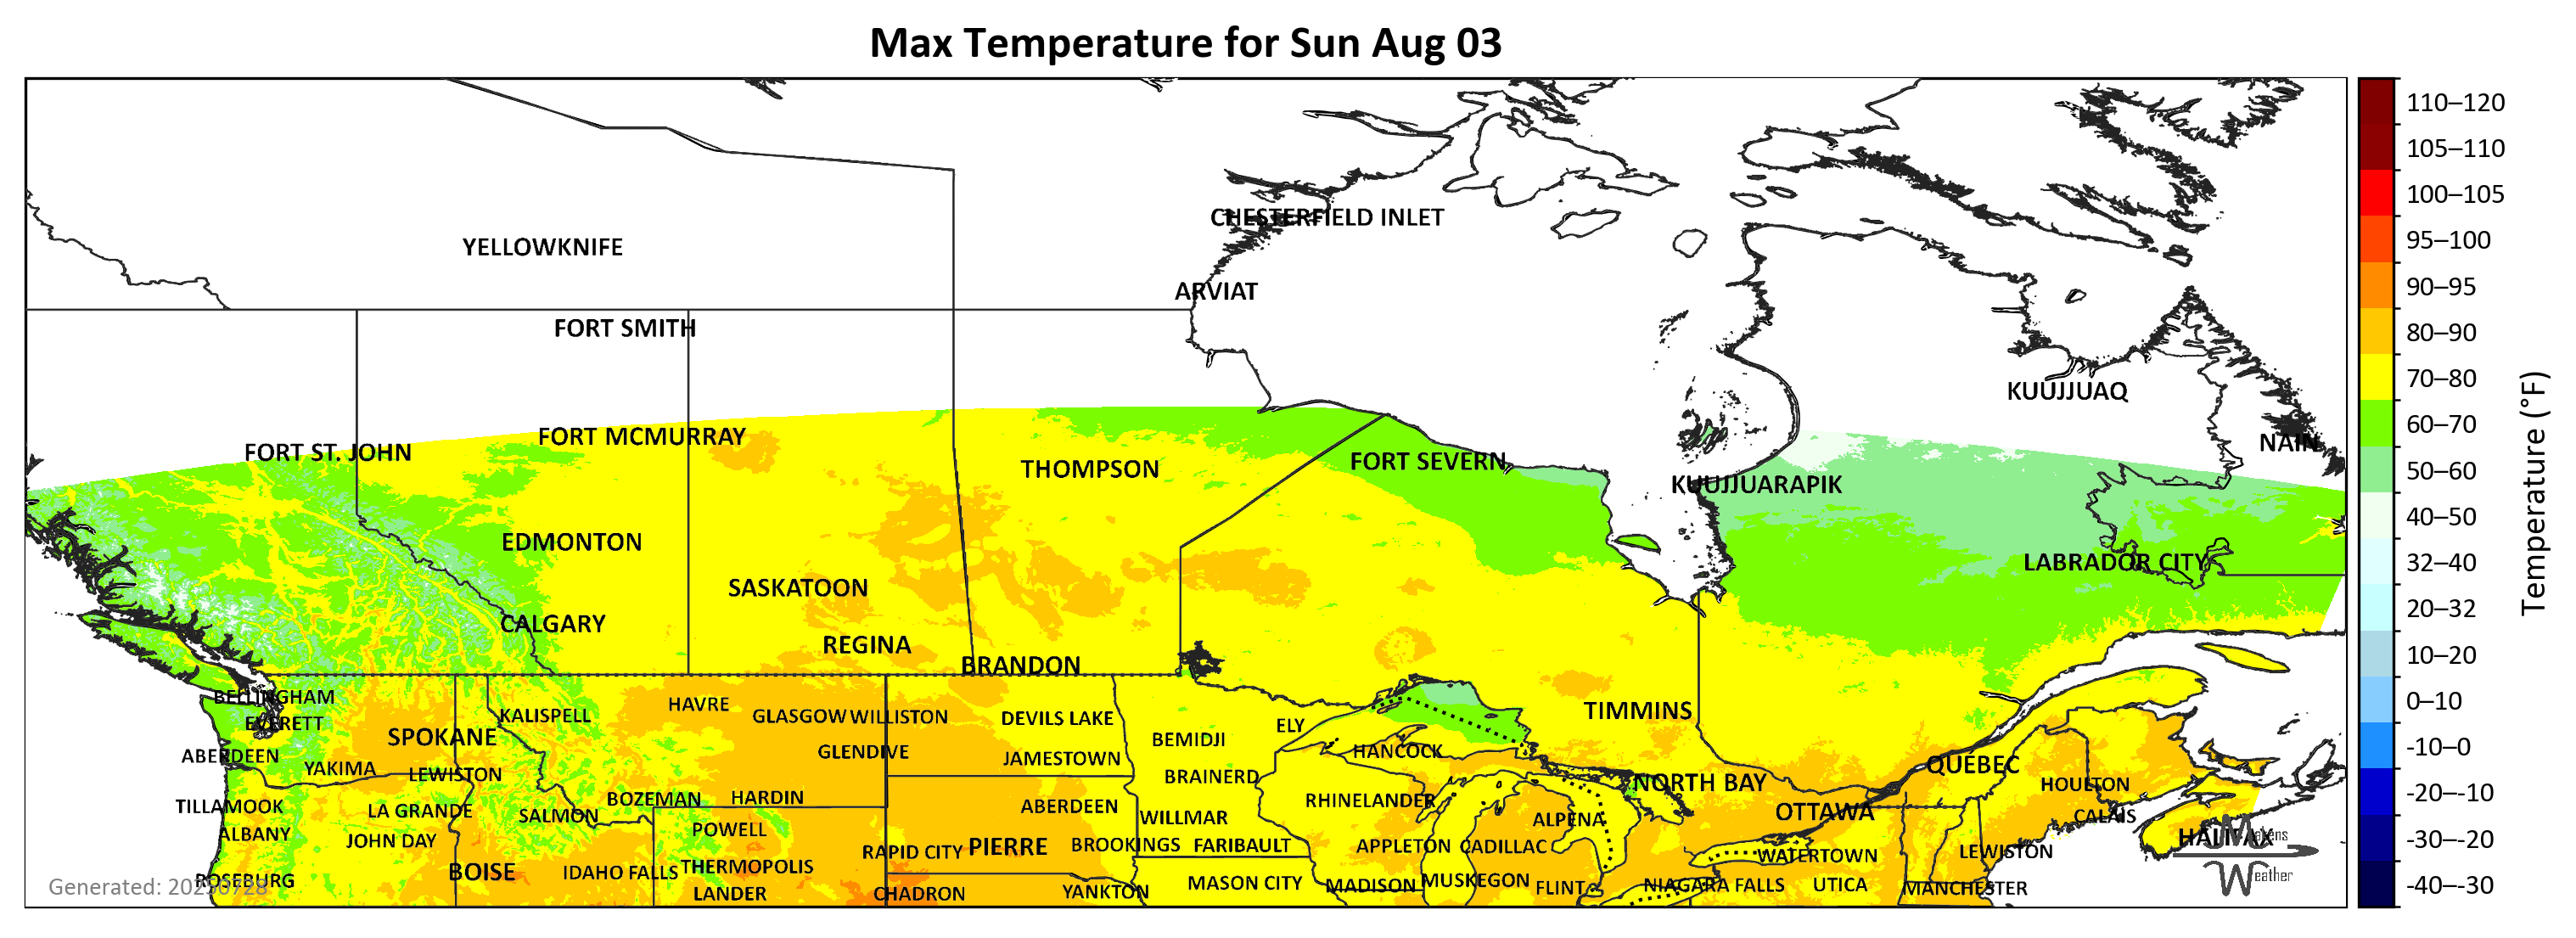 Max Temperature for Sun Aug 03
CHESTERFIELD INLET
YELLOWKNIFE
ARVIAT
FORT SMITH
KUUJJUAQ
FORT MCMURRAY
NAIN
FORT ST. JOHN
FORT SEVERN
THOMPSON
KUUJJUARAPIK
EDMONTON
LABRADOR CITY
SASKATOON
CALGARY
REGINA
BRANDON
BELLINGHAM
HAVRE
TIMMINS
KALISPELL
GLASGOW
WILLISTON
DEVILS LAKE
EVERETT
ELY
SPOKANE
BEMIDJI
GLENDIVE
HANCOCK
ABERDEEN
JAMESTOWN
QUÉBEC
YAKIMA
LEWISTON
BRAINERD
NORTH BAY
HOULTON
BOZEMAN
HARDIN
RHINELANDER
TILLAMOOK
LA GRANDE
SALMON
ABERDEEN
WILLMAR
OTTAWA
CALAIS
ALPENA
POWELL
ALBANY
JOHN DAY
HALIFAX
PIERRE
BROOKINGS
FARIBAULT
APPLETON
CADILLAC
RAPID CITY
WATERTOWN
LEWISTON
THERMOPOLIS
BOISE
IDAHO FALLS
ROSEBURG
MASON CITY
MADISON
MUSKEGON
FLINT
NIAGARA FALLS
UTICA
MANCHESTER
LANDER
CHADRON
YANKTON
Generated: 20250728
Makens
Weather
110–120
105–110
100–105
95–100
90–95
80–90
70–80
60–70
50–60
40–50
32–40
20–32
10–20
0–10
-10–0
-20–-10
-30–-20
-40–-30
Temperature (°F)